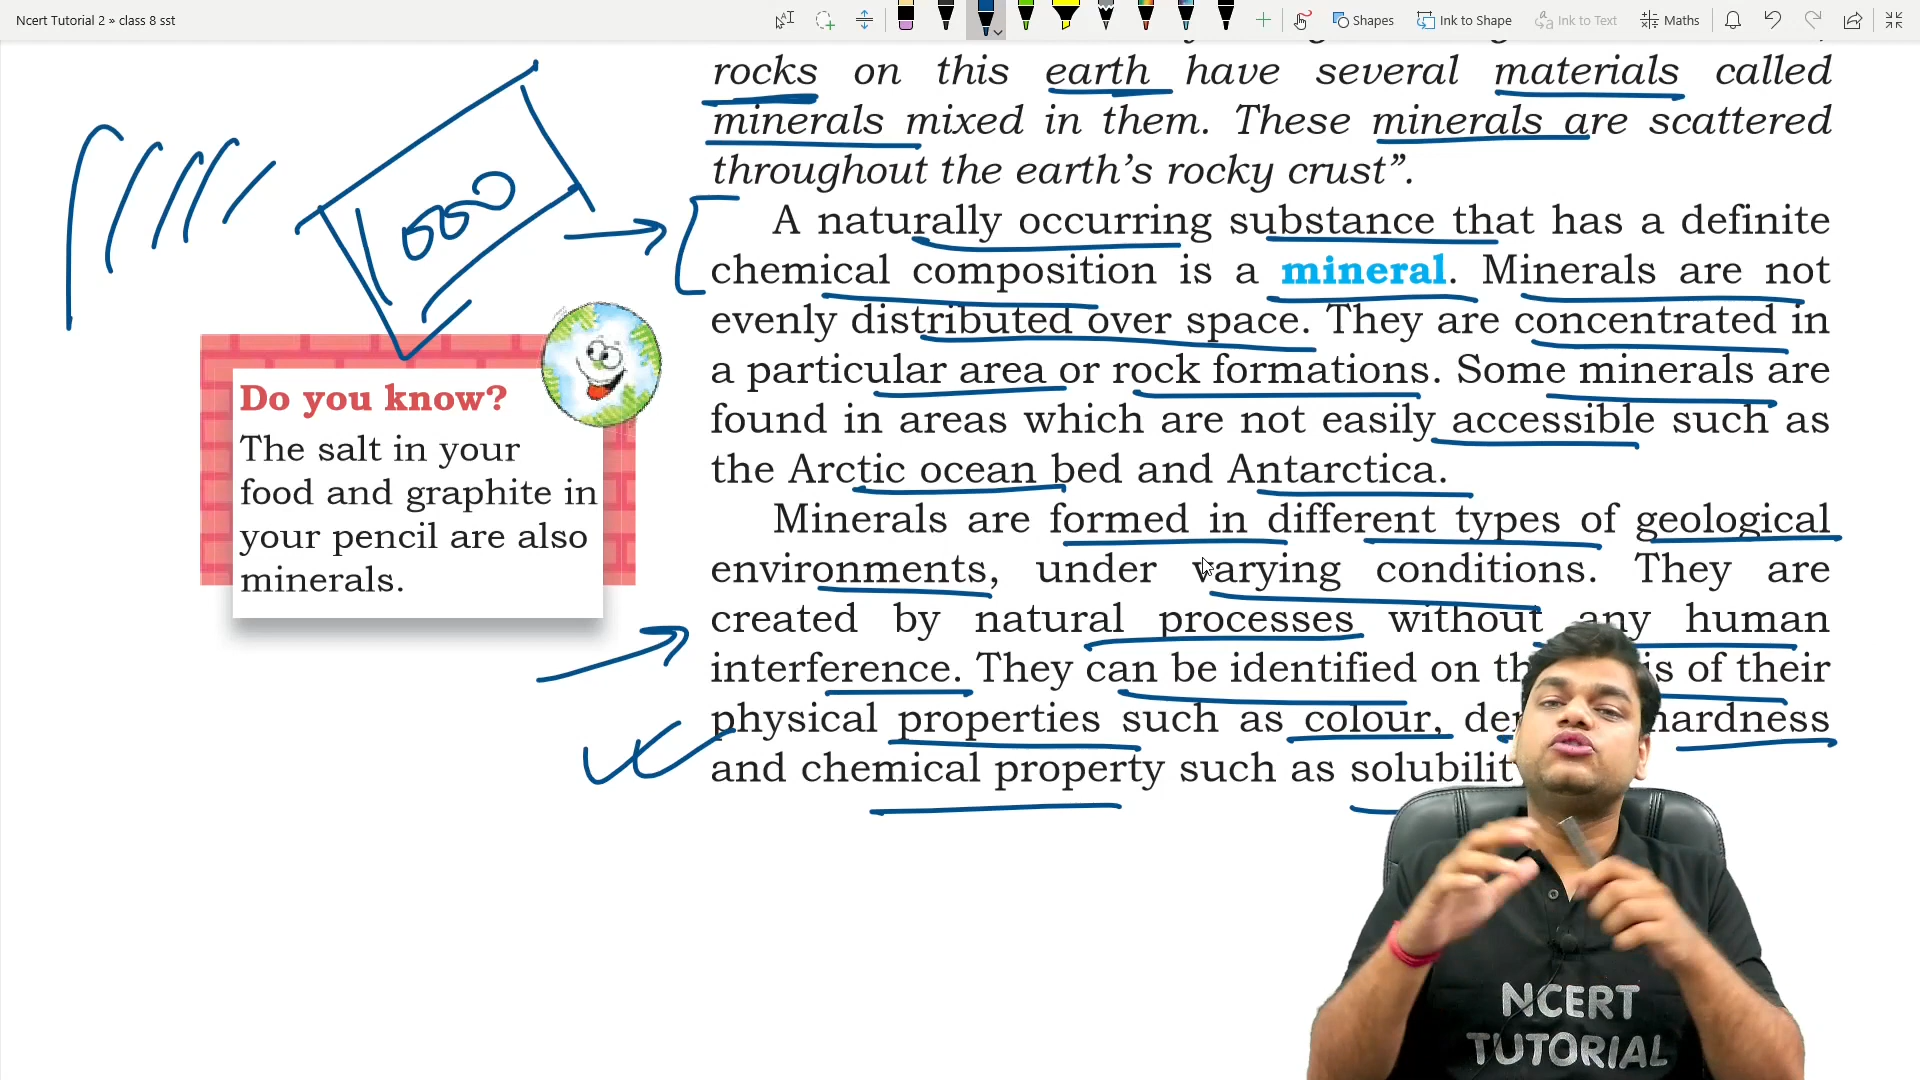 Ncert Tutorial 2 » class 8 sst
Shapes
Ink to Shape
Ink to Text
Maths
rocks on this earth have several materials called
minerals mixed in them. These minerals are scattered
throughout the earth’s rocky crust”.
A naturally occurring substance that has a definite
chemical composition is a mineral. Minerals are not
evenly distributed over space. They are concentrated in
a particular area or rock formations. Some minerals are
found in areas which are not easily accessible such as
the Arctic ocean bed and Antarctica.
Minerals are formed in different types of geological
environments, under varying conditions. They are
created by natural processes without any human
interference. They can be identified on of their
physical properties such as colour, hardness
and chemical property such as
Do you know?
The salt in your
food and graphite in
your pencil are also
minerals.
NCERT
TUTORIAL